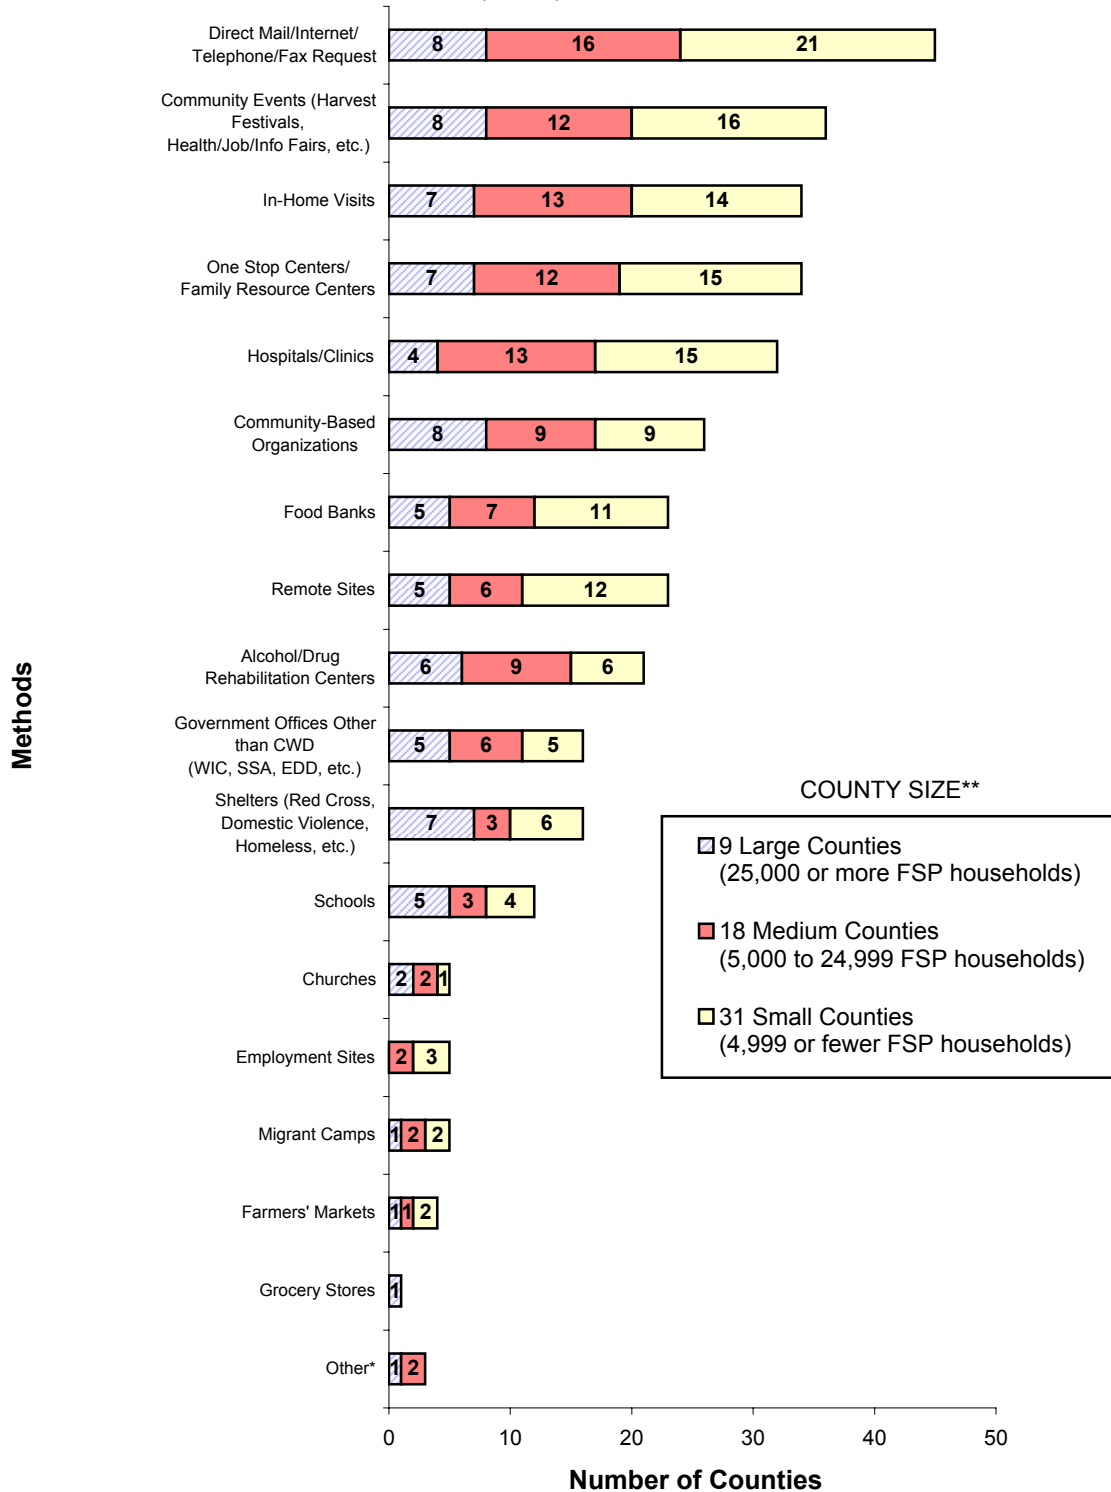 Direct Mail/Internet/
Telephone/Fax Request
8 16 21
Community Events (Harvest
Festivals,
Health/Job/Info Fairs, etc.)
8 12 16
In-Home Visits
7 13 14
One Stop Centers/
Family Resource Centers
7 12 15
Hospitals/Clinics
4 13 15
Community-Based
Organizations
8 9 9
Food Banks
5 7 11
Remote Sites
5 6 12
Alcohol/Drug
Rehabilitation Centers
6 9 6
Government Offices Other
than CWD
(WIC, SSA, EDD, etc.)
5 6 5
Shelters (Red Cross,
Domestic Violence,
Homeless, etc.)
7 3 6
Schools
5 3 4
Churches
2 2 1
Employment Sites
2 3
Migrant Camps
1 2 2
Farmers' Markets
1 1 2
Grocery Stores
1
Other*
1 2
Methods
COUNTY SIZE**
9 Large Counties
(25,000 or more FSP households)
18 Medium Counties
(5,000 to 24,999 FSP households)
31 Small Counties
(4,999 or fewer FSP households)
0 10 20 30 40 50
Number of Counties